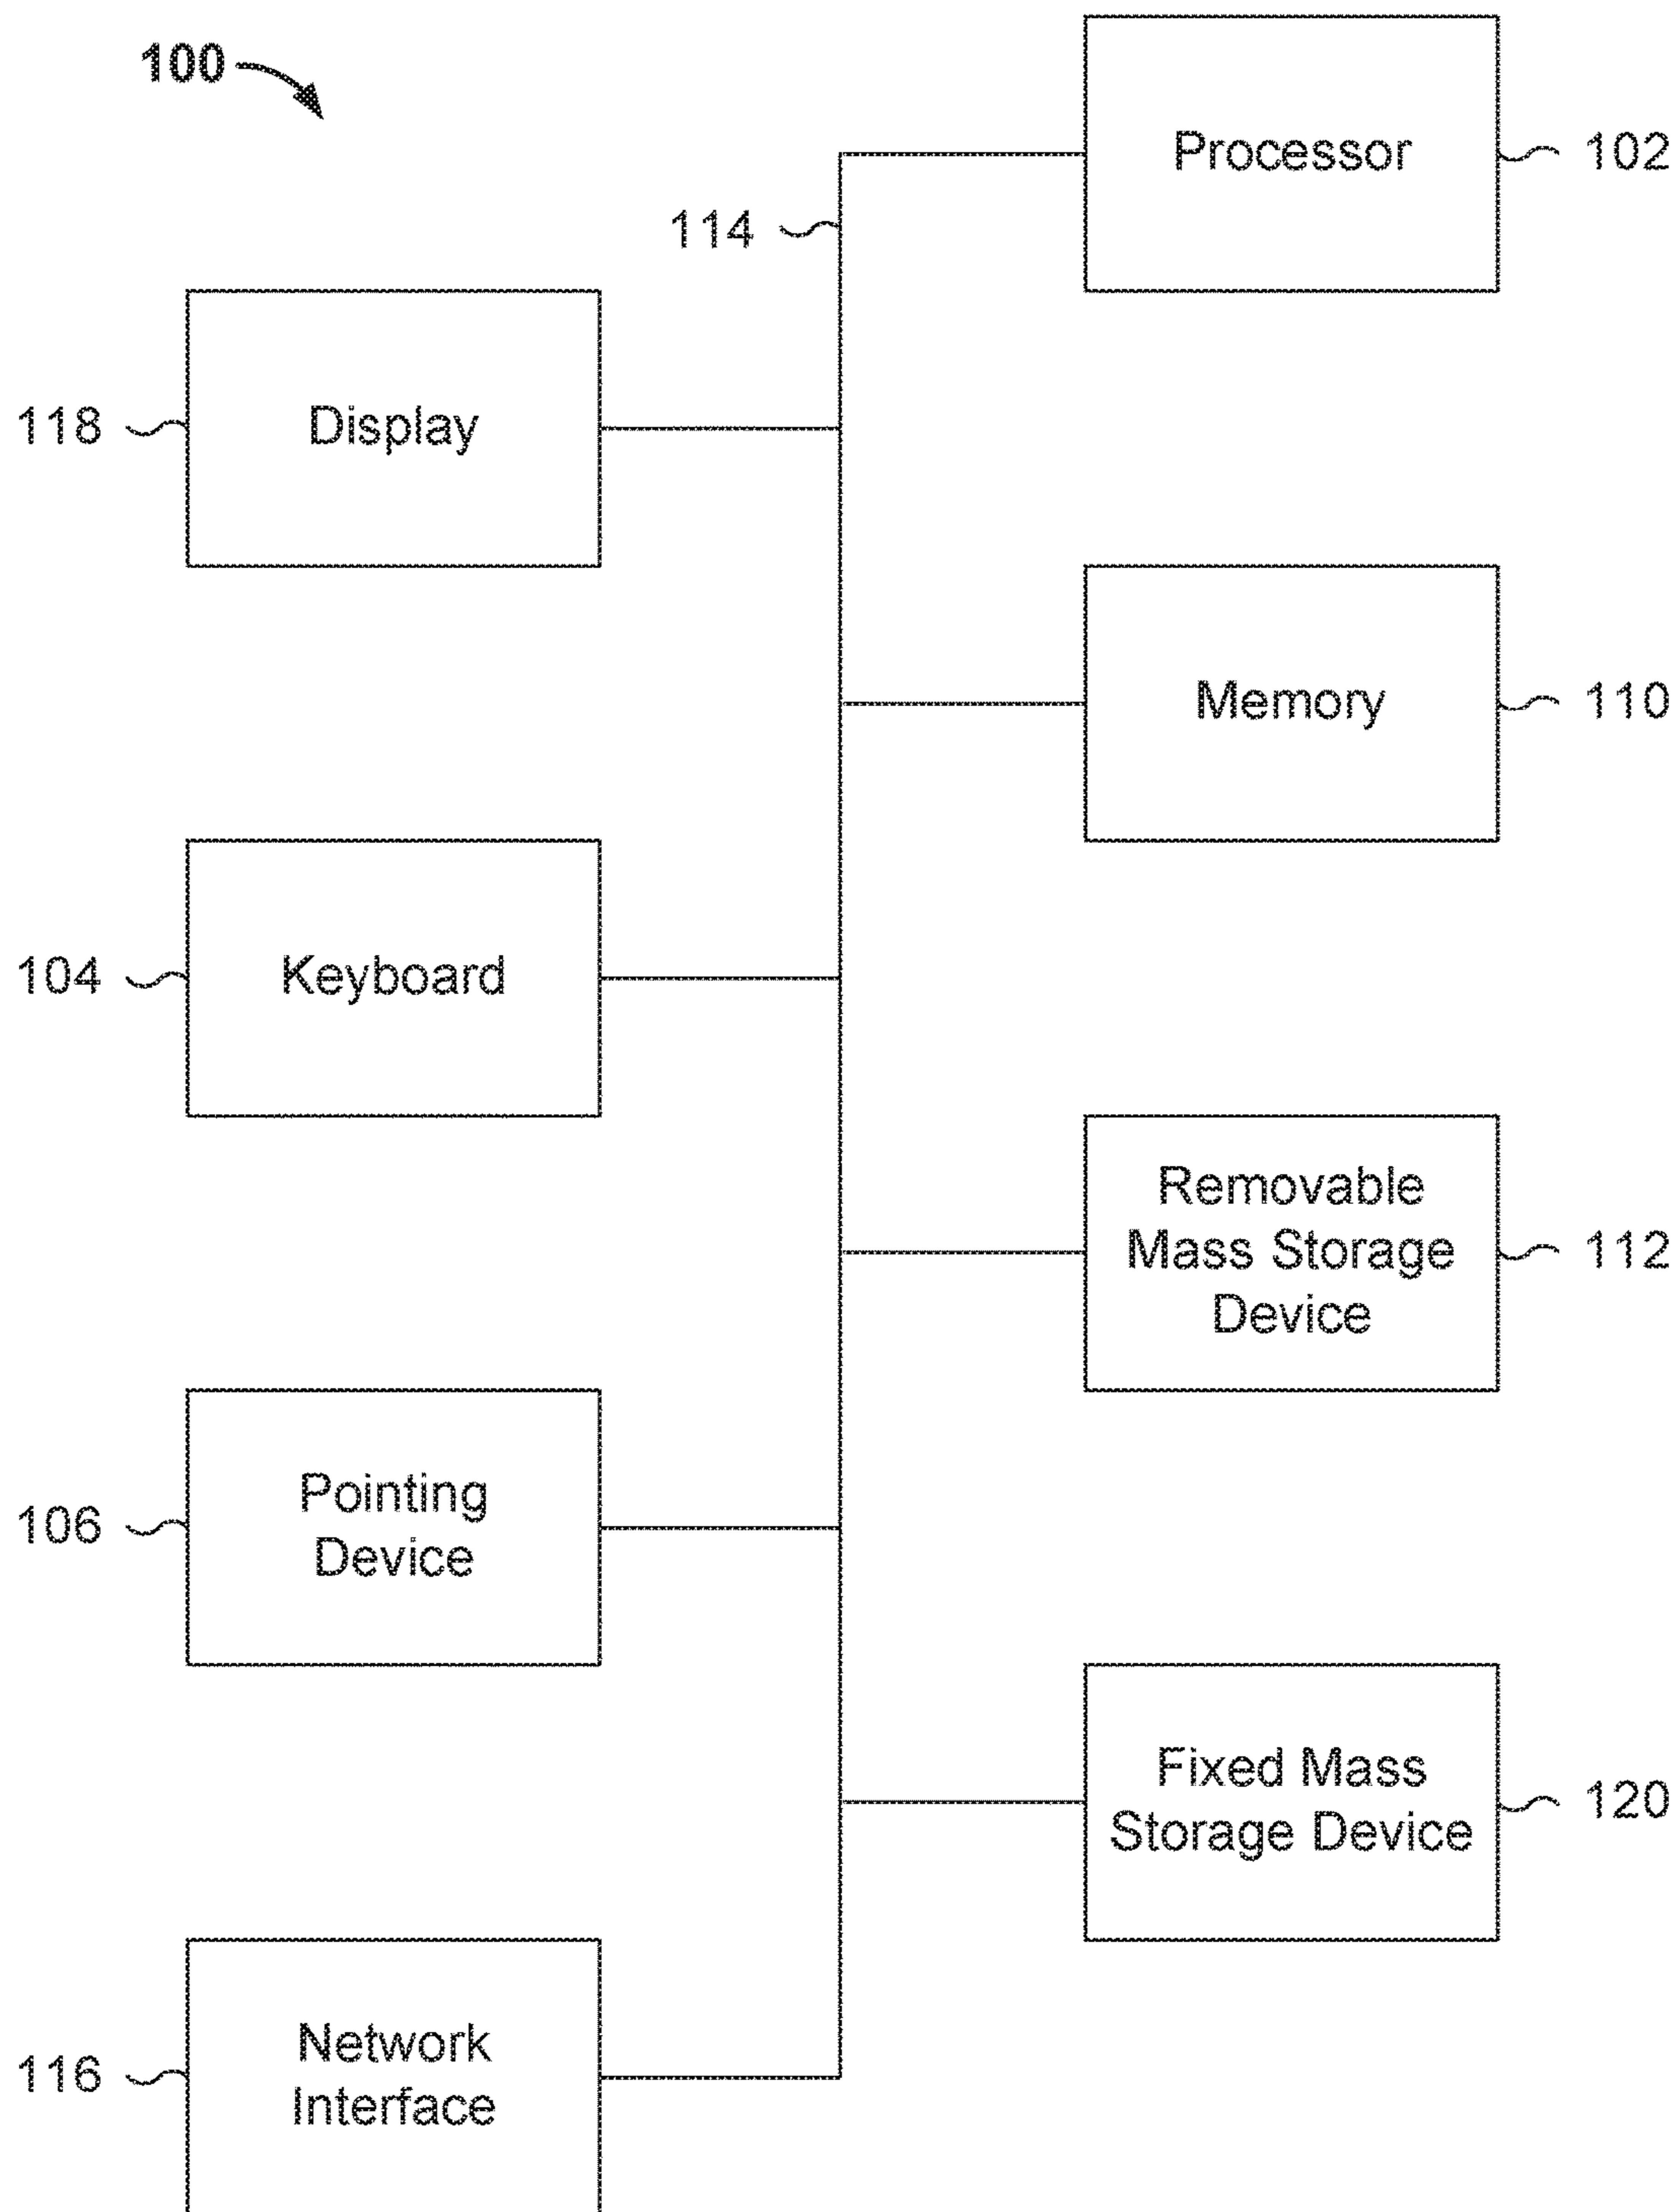 100
Processor
102
114
118
Display
Memory
110
104
Keyboard
Removable
Mass Storage
Device
112
106
Pointing
Device
Fixed Mass
Storage Device
120
116
Network
Interface